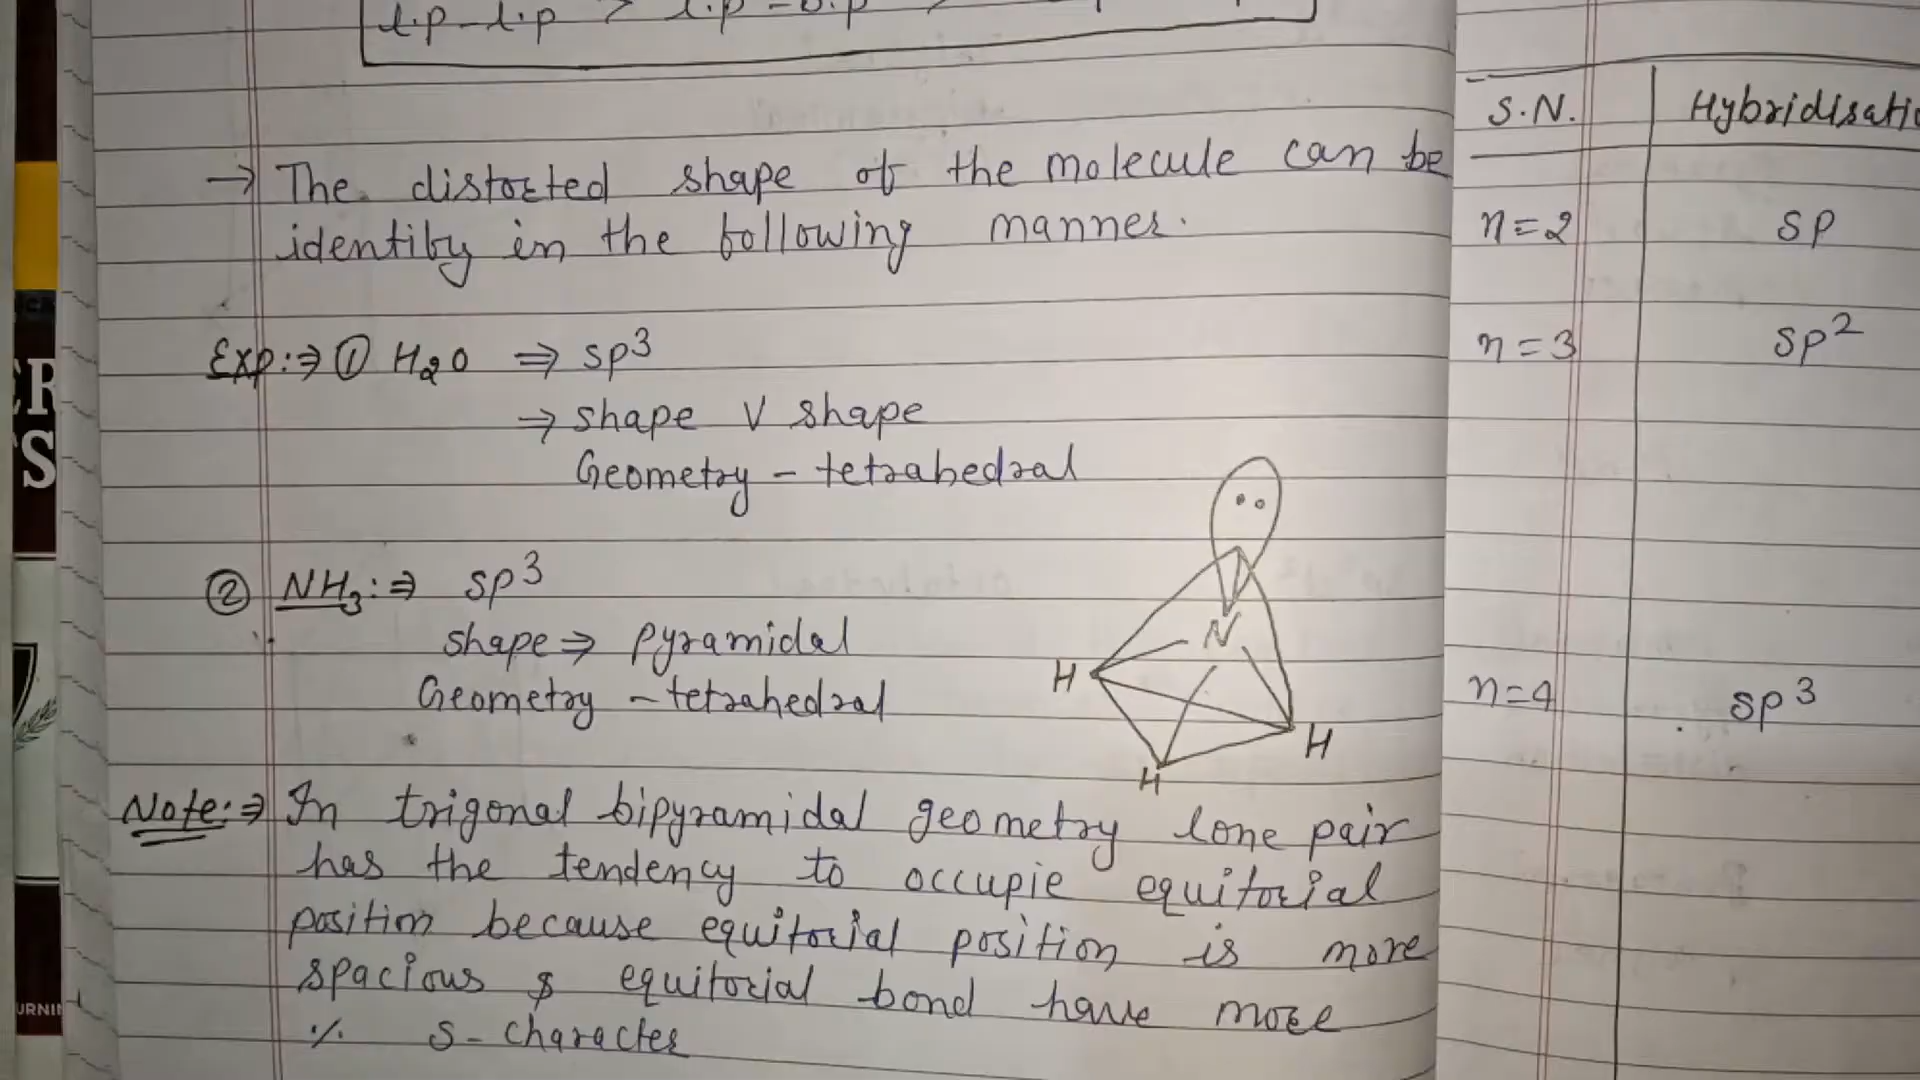 l.p-l.p > l.p-b.p >
→ The distorted shape of the molecule can be
identify in the following manner.
Exp:⇒ ① H2O ⇒ sp³
⇒ shape V shape
Geometry - tetrahedral
② NH3:⇒ sp³
shape ⇒ pyramidal
Geometry - tetrahedral
N
H
H
H
Note:⇒ In trigonal bipyramidal geometry lone pair
has the tendency to occupie equitorial
position because equitorial position is more
spacious & equitorial bond have more
% s-character
S.N. Hybridisatio
n=2 sp
n=3 sp²
n=4 sp³
URNI